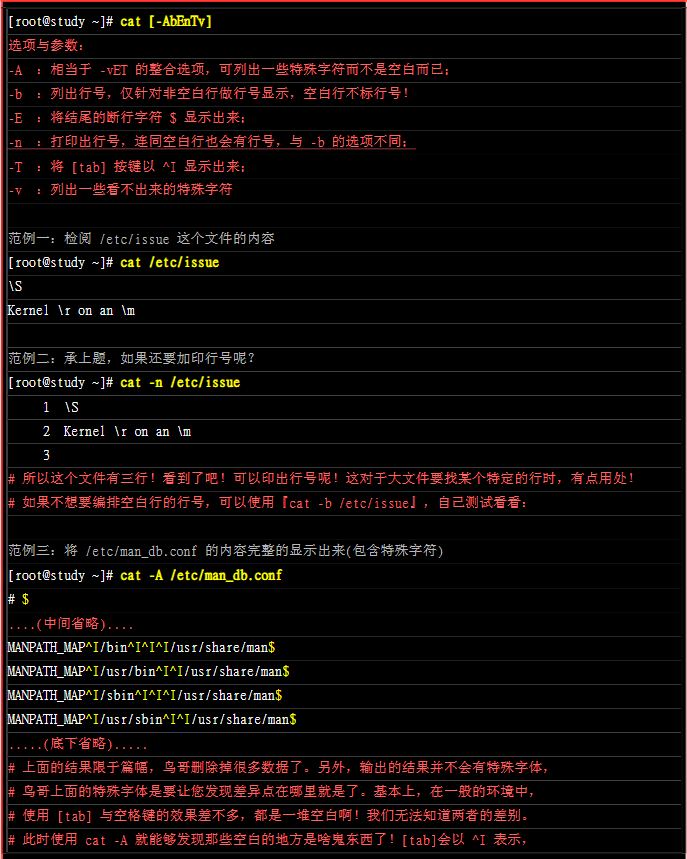 [root@study ~]# cat [-AbEnTv]
选项与参数：
-A ：相当于 -vET 的整合选项，可列出一些特殊字符而不是空白而已；
-b ：列出行号，仅针对非空白行做行号显示，空白行不标行号！
-E ：将结尾的断行字符 $ 显示出来；
-n ：打印出行号，连同空白行也会有行号，与 -b 的选项不同；
-T ：将 [tab] 按键以 ^I 显示出来；
-v ：列出一些看不出来的特殊字符
范例一：检阅 /etc/issue 这个文件的内容
[root@study ~]# cat /etc/issue
\S
Kernel \r on an \m
范例二：承上题，如果还要加印行号呢？
[root@study ~]# cat -n /etc/issue
1 \S
2 Kernel \r on an \m
3
# 所以这个文件有三行！看到了吧！可以印出行号呢！这对于大文件要找某个特定的行时，有点用处！
# 如果不想要编排空白行的行号，可以使用『cat -b /etc/issue』，自己测试看看：
范例三：将 /etc/man_db.conf 的内容完整的显示出来(包含特殊字符)
[root@study ~]# cat -A /etc/man_db.conf
# $
....(中间省略)....
MANPATH_MAP^I/bin^I^I^I/usr/share/man$
MANPATH_MAP^I/usr/bin^I^I/usr/share/man$
MANPATH_MAP^I/sbin^I^I^I/usr/share/man$
MANPATH_MAP^I/usr/sbin^I^I/usr/share/man$
.....(底下省略).....
# 上面的结果限于篇幅，鸟哥删除掉很多数据了。另外，输出的结果并不会有特殊字体，
# 鸟哥上面的特殊字体是要让您发现差异点在哪里就是了。基本上，在一般的环境中，
# 使用 [tab] 与空格键的效果差不多，都是一堆空白啊！我们无法知道两者的差别。
# 此时使用 cat -A 就能够发现那些空白的地方是啥鬼东西了！[tab]会以 ^I 表示，